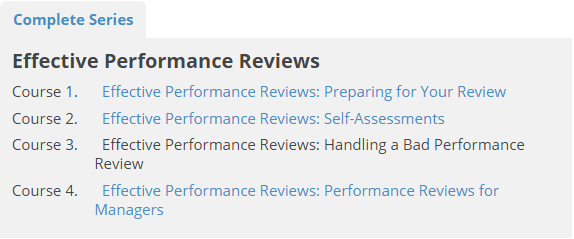 Complete Series
Effective Performance Reviews
Course 1. Effective Performance Reviews: Preparing for Your Review
Course 2. Effective Performance Reviews: Self-Assessments
Course 3. Effective Performance Reviews: Handling a Bad Performance
Review
Course 4. Effective Performance Reviews: Performance Reviews for
Managers